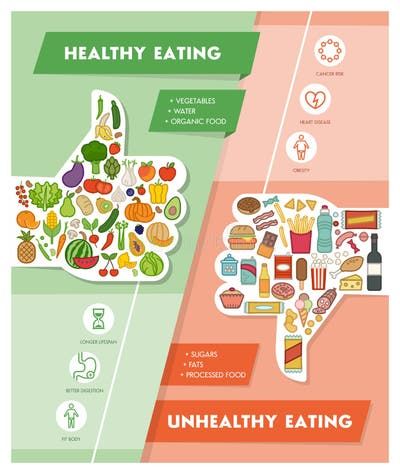 HEALTHY EATING
• VEGETABLES
• WATER
• ORGANIC FOOD
CANCER RISK
HEART DISEASE
OBESITY
LONGER LIFESPAN
BETTER DIGESTION
FIT BODY
• SUGARS
• FATS
• PROCESSED FOOD
UNHEALTHY EATING